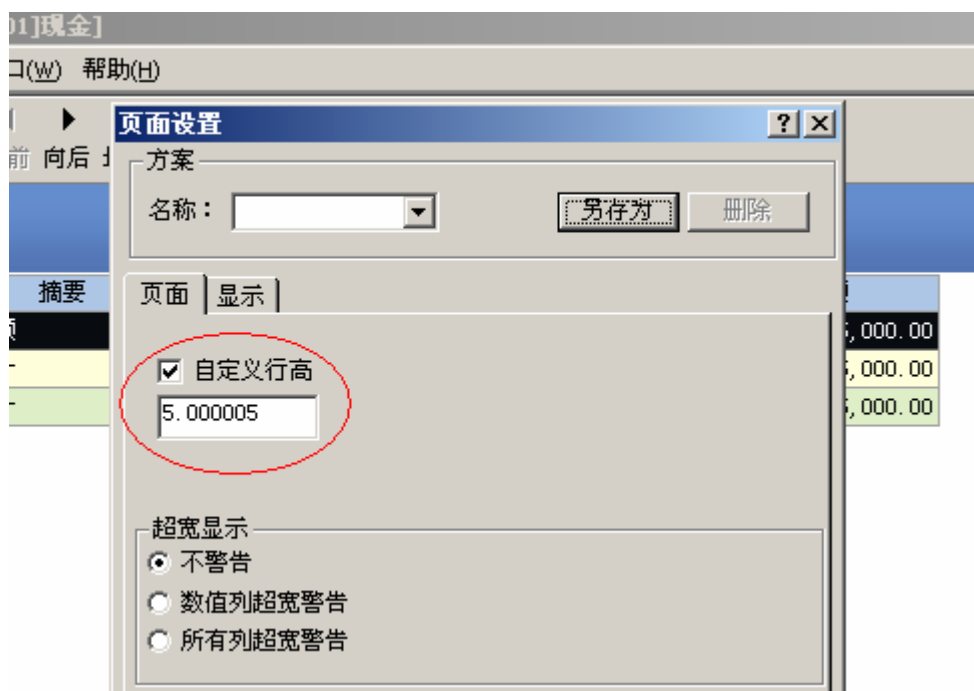 01]现金]
口(W) 帮助(H)
前 向后
页面设置
方案
名称：
另存为 删除
摘要
页面 显示
,000.00
自定义行高
,000.00
5.000005
,000.00
超宽显示
不警告
数值列超宽警告
所有列超宽警告